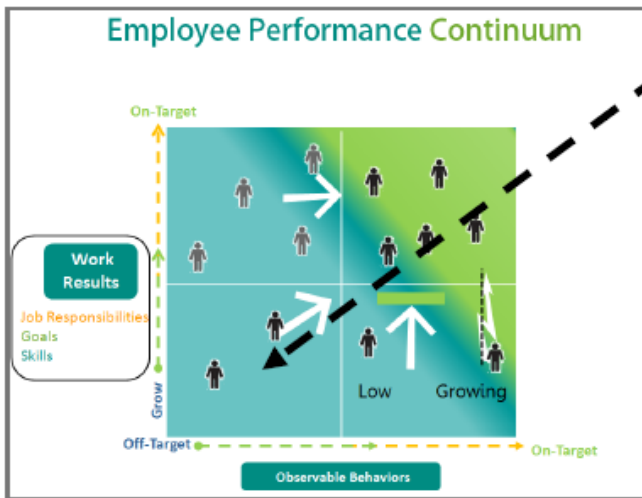 Employee Performance Continuum
On-Target
Work
Results
Job Responsibilities
Goals
Skills
Grow
Low
Growing
Off-Target
On-Target
Observable Behaviors